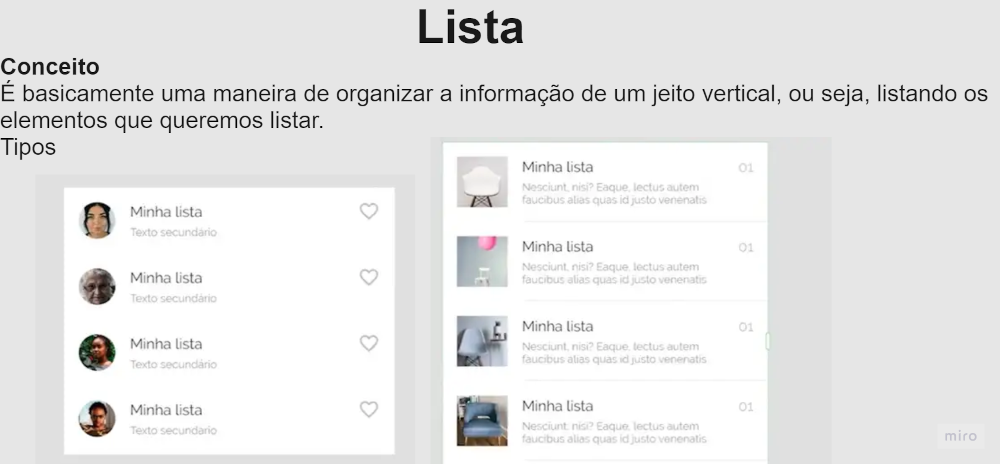 Lista
Conceito
É basicamente uma maneira de organizar a informação de um jeito vertical, ou seja, listando os
elementos que queremos listar.
Tipos
Minha lista
Texto secundário
Minha lista
Texto secundário
Minha lista
Texto secundário
Minha lista
Texto secundário
Minha lista 01
Nesciunt, nisi? Eaque, lectus autem
faucibus alias quas id justo venenatis
Minha lista 01
Nesciunt, nisi? Eaque, lectus autem
faucibus alias quas id justo venenatis
Minha lista 01
Nesciunt, nisi? Eaque, lectus autem
faucibus alias quas id justo venenatis
Minha lista 01
Nesciunt, nisi? Eaque, lectus autem
faucibus alias quas id justo venenatis
miro